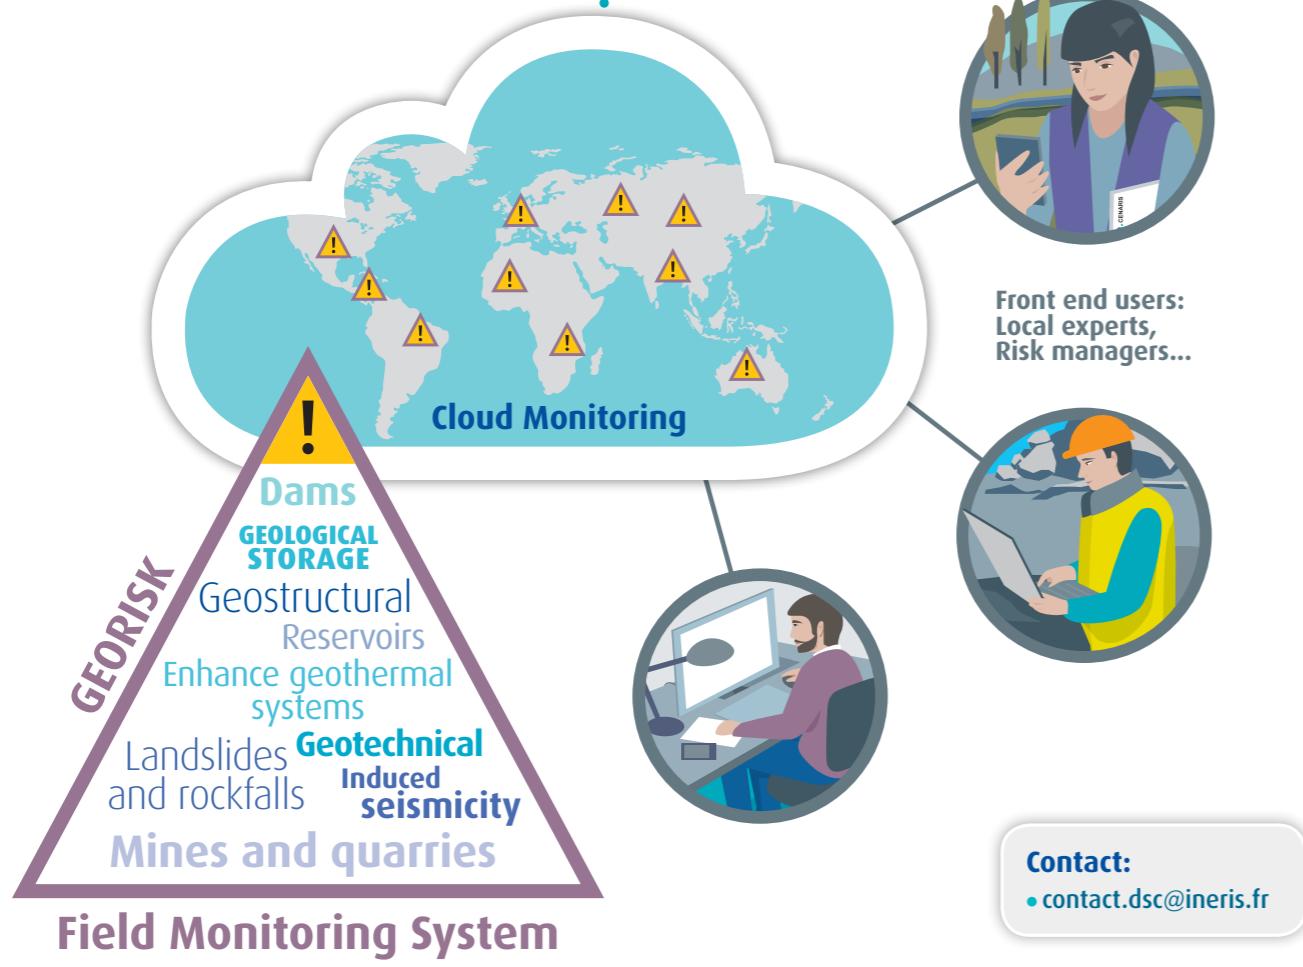 -CENARIS
Front end users:
Local experts,
Risk managers...
Cloud Monitoring
!
Dams
GEOLOGICAL
STORAGE
Geostructural
Reservoirs
Enhance geothermal
systems
Landslides
and rockfalls
Geotechnical
Induced
seismicity
Mines and quarries
GEORISK
Field Monitoring System
Contact:
• contact.dsc@ineris.fr